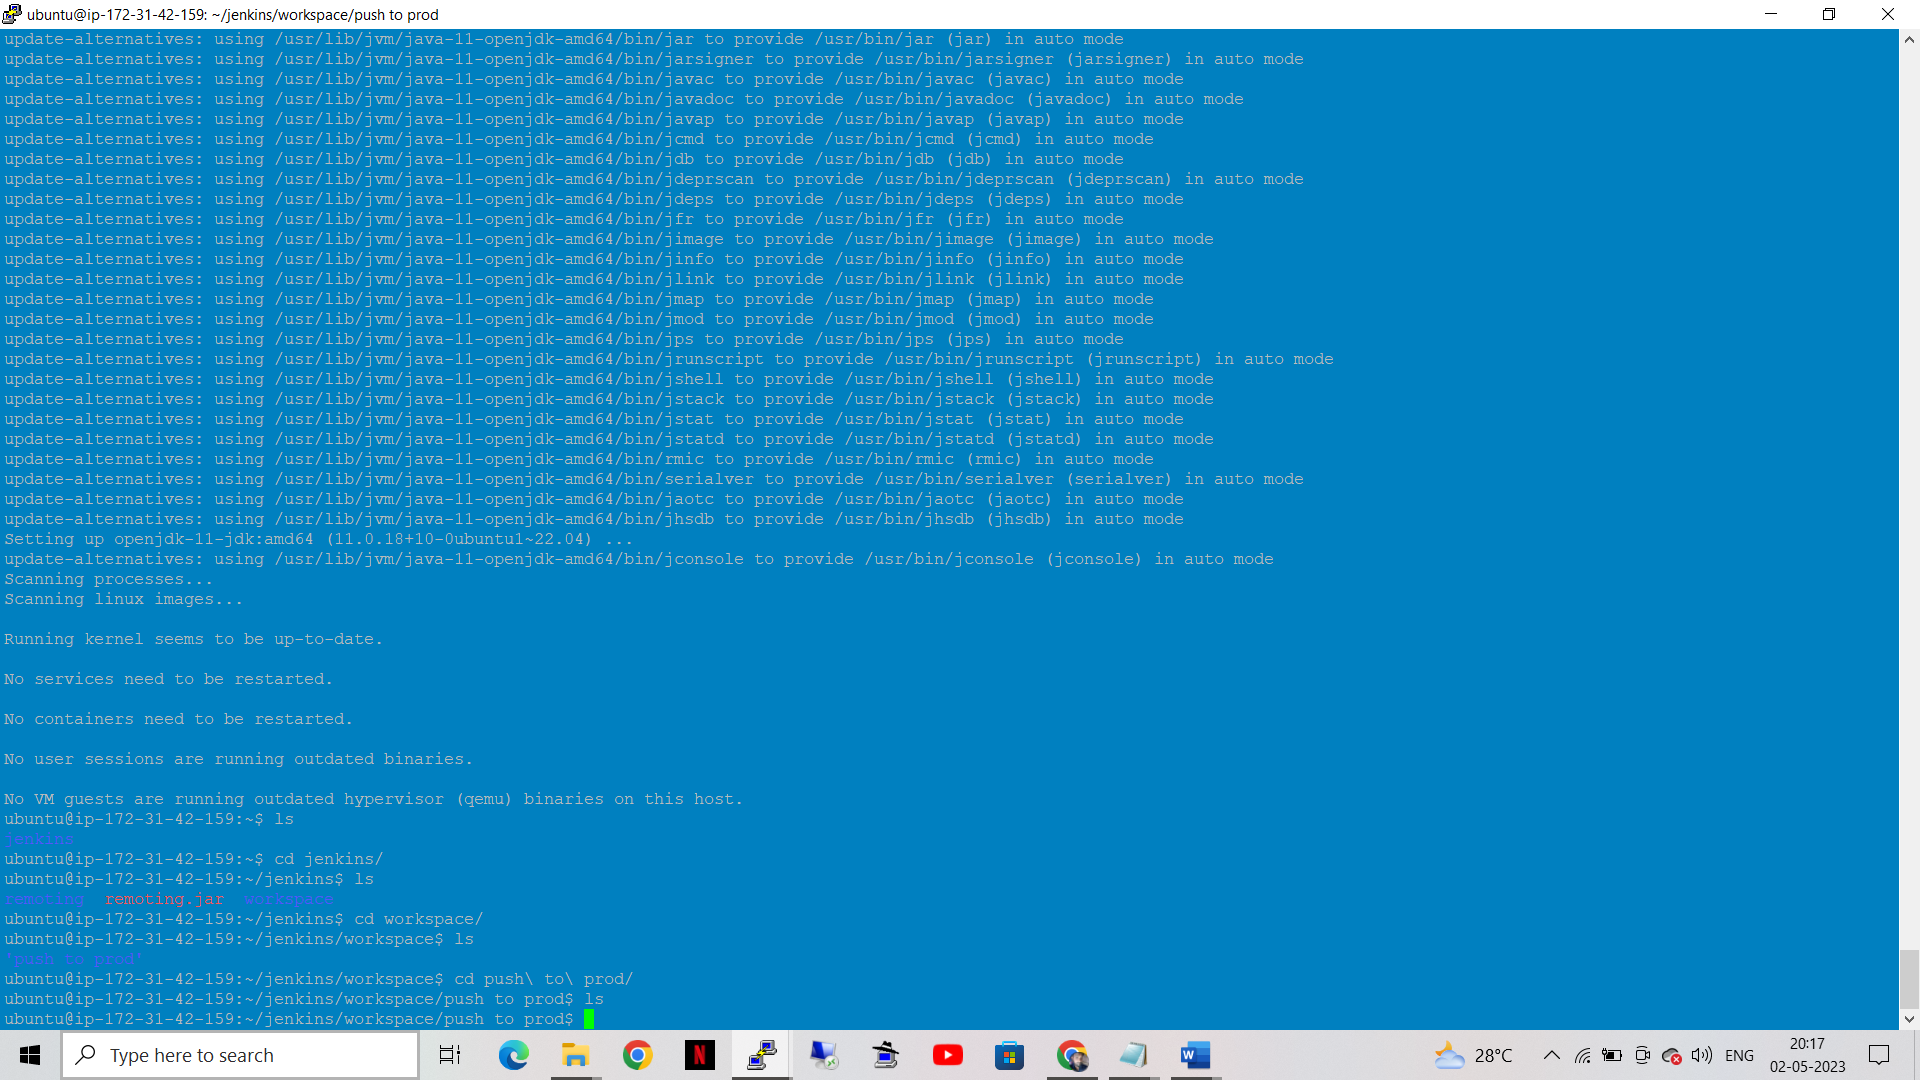 ubuntu@ip-172-31-42-159: ~/jenkins/workspace/push to prod
update-alternatives: using /usr/lib/jvm/java-11-openjdk-amd64/bin/jar to provide /usr/bin/jar (jar) in auto mode
update-alternatives: using /usr/lib/jvm/java-11-openjdk-amd64/bin/jarsigner to provide /usr/bin/jarsigner (jarsigner) in auto mode
update-alternatives: using /usr/lib/jvm/java-11-openjdk-amd64/bin/javac to provide /usr/bin/javac (javac) in auto mode
update-alternatives: using /usr/lib/jvm/java-11-openjdk-amd64/bin/javadoc to provide /usr/bin/javadoc (javadoc) in auto mode
update-alternatives: using /usr/lib/jvm/java-11-openjdk-amd64/bin/javap to provide /usr/bin/javap (javap) in auto mode
update-alternatives: using /usr/lib/jvm/java-11-openjdk-amd64/bin/jcmd to provide /usr/bin/jcmd (jcmd) in auto mode
update-alternatives: using /usr/lib/jvm/java-11-openjdk-amd64/bin/jdb to provide /usr/bin/jdb (jdb) in auto mode
update-alternatives: using /usr/lib/jvm/java-11-openjdk-amd64/bin/jdeprscan to provide /usr/bin/jdeprscan (jdeprscan) in auto mode
update-alternatives: using /usr/lib/jvm/java-11-openjdk-amd64/bin/jdeps to provide /usr/bin/jdeps (jdeps) in auto mode
update-alternatives: using /usr/lib/jvm/java-11-openjdk-amd64/bin/jfr to provide /usr/bin/jfr (jfr) in auto mode
update-alternatives: using /usr/lib/jvm/java-11-openjdk-amd64/bin/jimage to provide /usr/bin/jimage (jimage) in auto mode
update-alternatives: using /usr/lib/jvm/java-11-openjdk-amd64/bin/jinfo to provide /usr/bin/jinfo (jinfo) in auto mode
update-alternatives: using /usr/lib/jvm/java-11-openjdk-amd64/bin/jlink to provide /usr/bin/jlink (jlink) in auto mode
update-alternatives: using /usr/lib/jvm/java-11-openjdk-amd64/bin/jmap to provide /usr/bin/jmap (jmap) in auto mode
update-alternatives: using /usr/lib/jvm/java-11-openjdk-amd64/bin/jmod to provide /usr/bin/jmod (jmod) in auto mode
update-alternatives: using /usr/lib/jvm/java-11-openjdk-amd64/bin/jps to provide /usr/bin/jps (jps) in auto mode
update-alternatives: using /usr/lib/jvm/java-11-openjdk-amd64/bin/jrunscript to provide /usr/bin/jrunscript (jrunscript) in auto mode
update-alternatives: using /usr/lib/jvm/java-11-openjdk-amd64/bin/jshell to provide /usr/bin/jshell (jshell) in auto mode
update-alternatives: using /usr/lib/jvm/java-11-openjdk-amd64/bin/jstack to provide /usr/bin/jstack (jstack) in auto mode
update-alternatives: using /usr/lib/jvm/java-11-openjdk-amd64/bin/jstat to provide /usr/bin/jstat (jstat) in auto mode
update-alternatives: using /usr/lib/jvm/java-11-openjdk-amd64/bin/jstatd to provide /usr/bin/jstatd (jstatd) in auto mode
update-alternatives: using /usr/lib/jvm/java-11-openjdk-amd64/bin/rmic to provide /usr/bin/rmic (rmic) in auto mode
update-alternatives: using /usr/lib/jvm/java-11-openjdk-amd64/bin/serialver to provide /usr/bin/serialver (serialver) in auto mode
update-alternatives: using /usr/lib/jvm/java-11-openjdk-amd64/bin/jaotc to provide /usr/bin/jaotc (jaotc) in auto mode
update-alternatives: using /usr/lib/jvm/java-11-openjdk-amd64/bin/jhsdb to provide /usr/bin/jhsdb (jhsdb) in auto mode
Setting up openjdk-11-jdk:amd64 (11.0.18+10-0ubuntu1~22.04) ...
update-alternatives: using /usr/lib/jvm/java-11-openjdk-amd64/bin/jconsole to provide /usr/bin/jconsole (jconsole) in auto mode
Scanning processes...
Scanning linux images...
Running kernel seems to be up-to-date.
No services need to be restarted.
No containers need to be restarted.
No user sessions are running outdated binaries.
No VM guests are running outdated hypervisor (qemu) binaries on this host.
ubuntu@ip-172-31-42-159:~$ ls
jenkins
ubuntu@ip-172-31-42-159:~$ cd jenkins/
ubuntu@ip-172-31-42-159:~/jenkins$ ls
remoting  remoting.jar  workspace
ubuntu@ip-172-31-42-159:~/jenkins$ cd workspace/
ubuntu@ip-172-31-42-159:~/jenkins/workspace$ ls
'push to prod'
ubuntu@ip-172-31-42-159:~/jenkins/workspace$ cd push\ to\ prod/
ubuntu@ip-172-31-42-159:~/jenkins/workspace/push to prod$ ls
ubuntu@ip-172-31-42-159:~/jenkins/workspace/push to prod$
Type here to search
N
W
28°C
ENG
20:17
02-05-2023